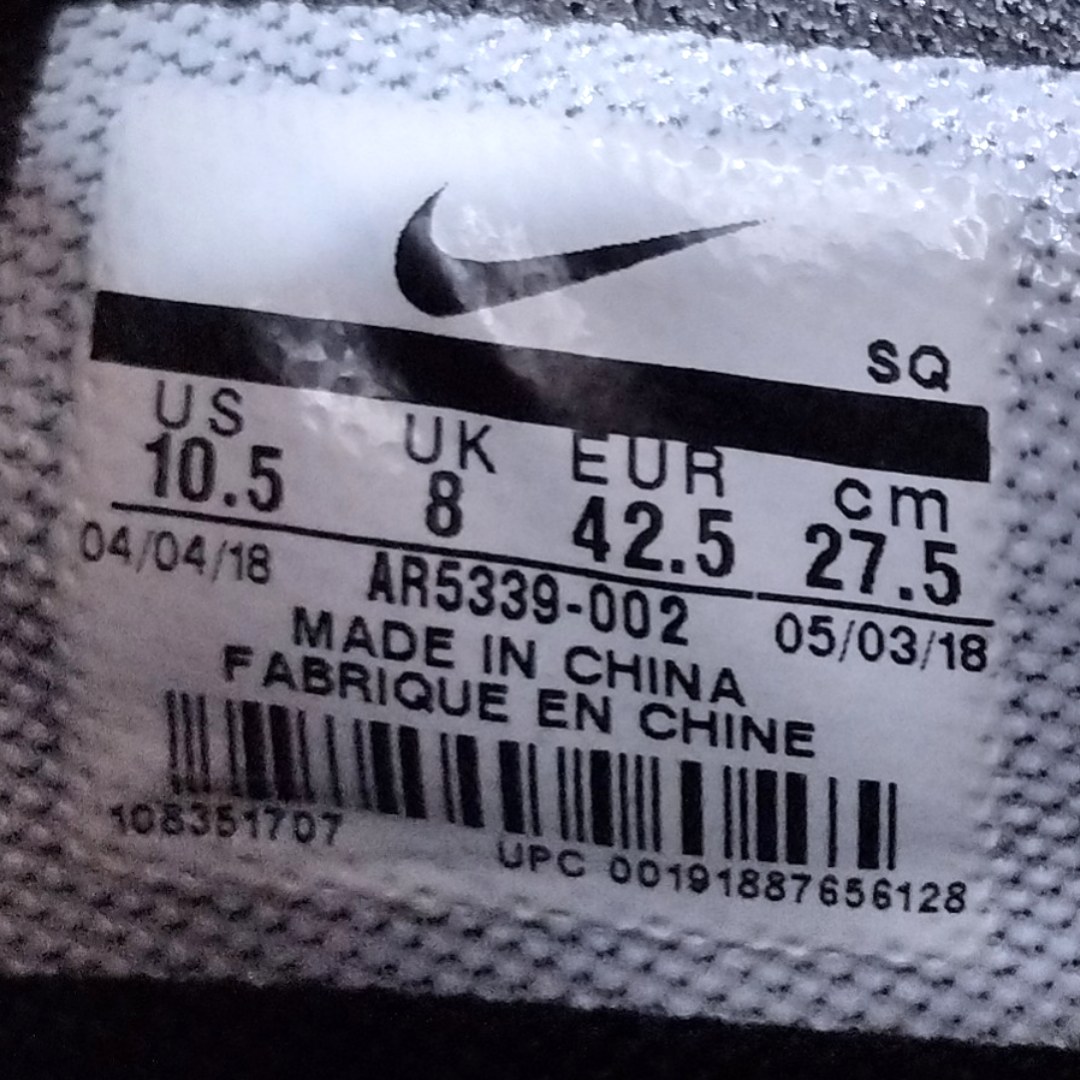 SQ
US UK EUR cm
10.5 8 42.5 27.5
04/04/18 AR5339-002 05/03/18
MADE IN CHINA
FABRIQUE EN CHINE
108351707
UPC 00191887656128